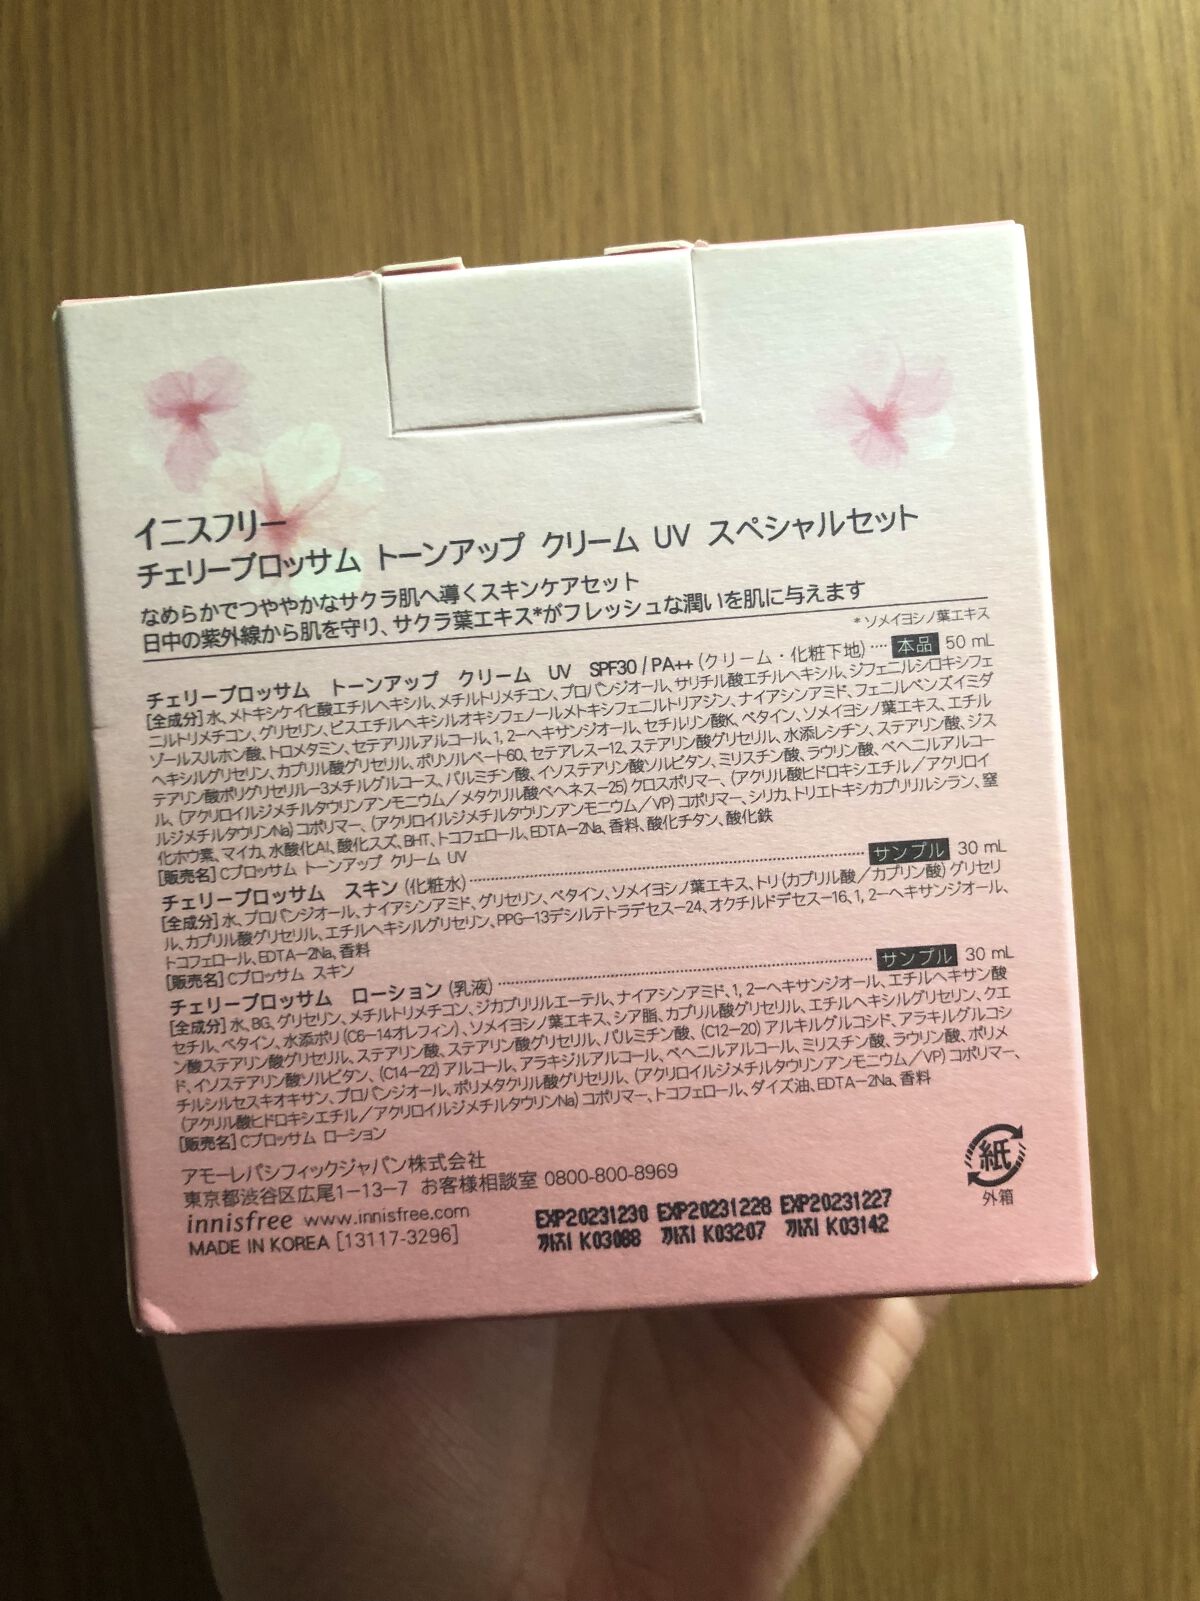 イニスフリー
チェリーブロッサム トーンアップ クリーム UV スペシャルセット
なめらかでつややかなサクラ肌へ導くスキンケアセット
日中の紫外線から肌を守り、サクラ葉エキス*がフレッシュな潤いを肌に与えます
*ソメイヨシノ葉エキス
チェリーブロッサム トーンアップ クリーム UV SPF30/PA++(クリーム・化粧下地)‥‥ 本品 50 mL
[全成分]水、メトキシケイヒ酸エチルヘキシル、メチルトリメチコン、プロパンジオール、サリチル酸エチルヘキシル、ジフェニルシロキシフェ
ニルトリメチコン、グリセリン、ビスエチルヘキシルオキシフェノールメトキシフェニルトリアジン、ナイアシンアミド、フェニルベンズイミダ
ゾールスルホン酸、トロメタミン、セテアリルアルコール、1,2-ヘキサンジオール、セチルリン酸K、ベタイン、ソメイヨシノ葉エキス、エチル
ヘキシルグリセリン、カプリル酸グリセリル、ポリソルベート60、セテアレス-12、ステアリン酸グリセリル、水添レシチン、ステアリン酸、ジス
テアリン酸ポリグリセリル-3メチルグルコース、パルミチン酸、イソステアリン酸ソルビタン、ミリスチン酸、ラウリン酸、ベヘニルアルコー
ル、(アクリロイルジメチルタウリンアンモニウム/メタクリル酸ベヘネス-25)クロスポリマー、(アクリル酸ヒドロキシエチル/アクリロイ
ルジメチルタウリンNa)コポリマー、(アクリロイルジメチルタウリンアンモニウム/VP)コポリマー、シリカ、トリエトキシカプリリルシラン、窒
化ホウ素、マイカ、水酸化Al、酸化スズ、BHT、トコフェロール、EDTA-2Na、香料、酸化チタン、酸化鉄
[販売名]Cブロッサム トーンアップ クリーム UV
チェリーブロッサム スキン(化粧水)‥‥ サンプル 30 mL
[全成分]水、プロパンジオール、ナイアシンアミド、グリセリン、ベタイン、ソメイヨシノ葉エキス、トリ(カプリル酸/カプリン酸)グリセリ
ル、カプリル酸グリセリル、エチルヘキシルグリセリン、PPG-13デシルテトラデセス-24、オクチルドデセス-16、1,2-ヘキサンジオール、
トコフェロール、EDTA-2Na、香料
[販売名]Cブロッサム スキン
チェリーブロッサム ローション(乳液)‥‥ サンプル 30 mL
[全成分]水、BG、グリセリン、メチルトリメチコン、ジカプリリルエーテル、ナイアシンアミド、1,2-ヘキサンジオール、エチルヘキサン酸
セチル、ベタイン、水添ポリ(C6-14オレフィン)、ソメイヨシノ葉エキス、シア脂、カプリル酸グリセリル、エチルヘキシルグリセリン、クエ
ン酸ステアリン酸グリセリル、ステアリン酸、ステアリン酸グリセリル、パルミチン酸、(C12-20)アルキルグルコシド、アラキルグルコシ
ド、イソステアリン酸ソルビタン、(C14-22)アルコール、アラキジルアルコール、ベヘニルアルコール、ミリスチン酸、ラウリン酸、ポリメ
チルシルセスキオキサン、プロパンジオール、ポリメタクリル酸グリセリル、(アクリロイルジメチルタウリンアンモニウム/VP)コポリマー、
(アクリル酸ヒドロキシエチル/アクリロイルジメチルタウリンNa)コポリマー、トコフェロール、ダイズ油、EDTA-2Na、香料
[販売名]Cブロッサム ローション
アモーレパシフィックジャパン株式会社
東京都渋谷区広尾1-13-7 お客様相談室 0800-800-8969
innisfree www.innisfree.com
MADE IN KOREA [13117-3296]
EXP20231230 EXP20231228 EXP20231227
까지 K03088 까지 K03207 까지 K03142
紙
外箱